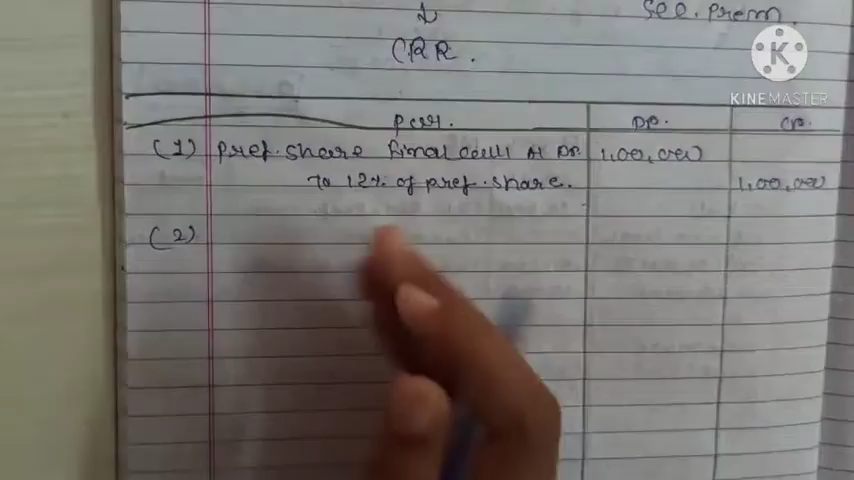 Sec. Prem.
CRR.
KINEMASTER
Part. Dr. Cr.
(1) Pref. share final call A/c Dr. 1,00,000
To 12% of pref. share. 1,00,000
(2)